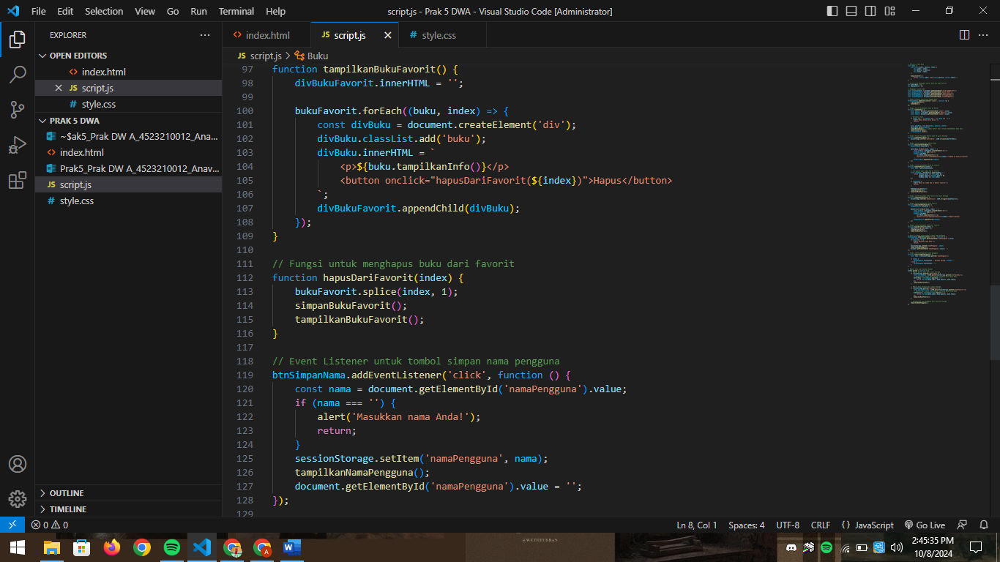 File Edit Selection View Go Run Terminal Help script.js - Prak 5 DWA - Visual Studio Code [Administrator]
EXPLORER
OPEN EDITORS
index.html
script.js
style.css
PRAK 5 DWA
~$ak5_Prak DW A_4523210012_Ana...
index.html
Prak5_Prak DW A_4523210012_Anav...
script.js
style.css
OUTLINE
TIMELINE
index.html JS script.js style.css
JS script.js > Buku
97 function tampilkanBukuFavorit() {
98 divBukuFavorit.innerHTML = '';
99
100 bukuFavorit.forEach((buku, index) => {
101 const divBuku = document.createElement('div');
102 divBuku.classList.add('buku');
103 divBuku.innerHTML = `
104 <p>${buku.tampilkanInfo()}</p>
105 <button onclick="hapusDariFavorit(${index})">Hapus</button>
106 `;
107 divBukuFavorit.appendChild(divBuku);
108 });
109 }
110
111 // Fungsi untuk menghapus buku dari favorit
112 function hapusDariFavorit(index) {
113 bukuFavorit.splice(index, 1);
114 simpanBukuFavorit();
115 tampilkanBukuFavorit();
116 }
117
118 // Event Listener untuk tombol simpan nama pengguna
119 btnSimpanNama.addEventListener('click', function () {
120 const nama = document.getElementById('namaPengguna').value;
121 if (nama === '') {
122 alert('Masukkan nama Anda!');
123 return;
124 }
125 sessionStorage.setItem('namaPengguna', nama);
126 tampilkanNamaPengguna();
127 document.getElementById('namaPengguna').value = '';
128 });
129
0 0 Ln 8, Col 1 Spaces: 4 UTF-8 CRLF {} JavaScript Go Live
2:45:35 PM
10/8/2024